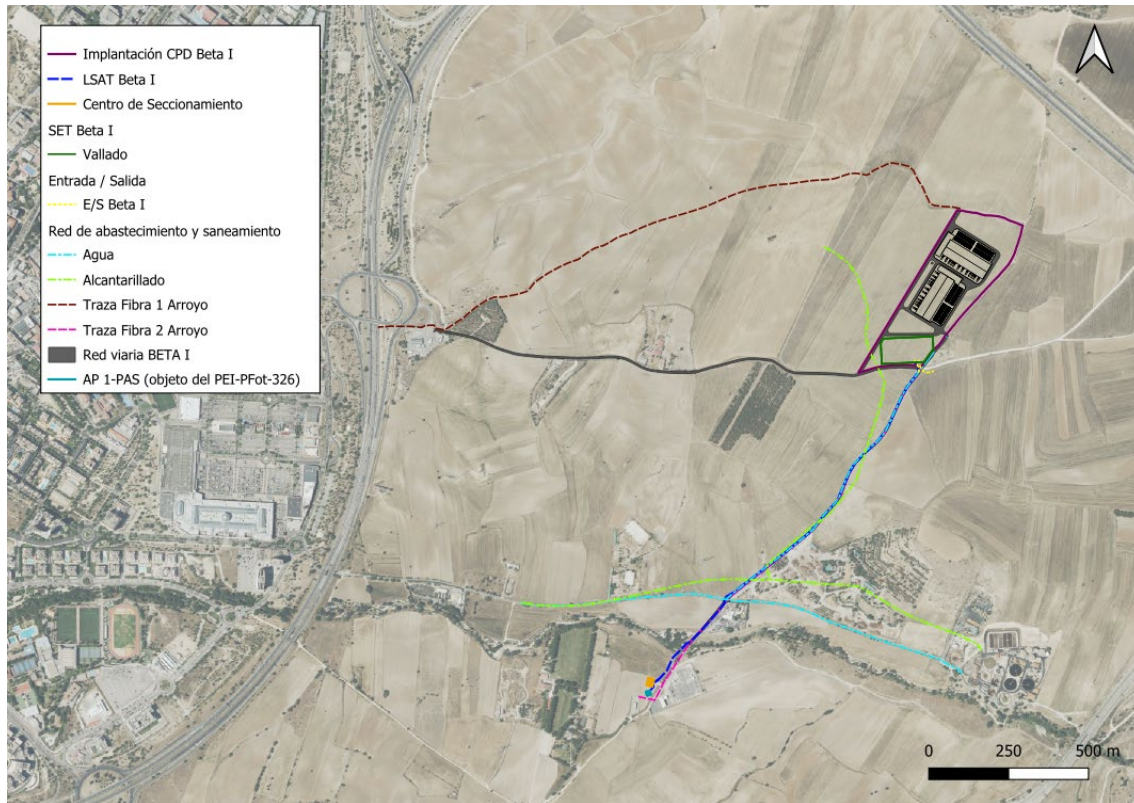 Implantación CPD Beta I
LSAT Beta I
Centro de Seccionamiento
SET Beta I
Vallado
Entrada / Salida
E/S Beta I
Red de abastecimiento y saneamiento
Agua
Alcantarillado
Traza Fibra 1 Arroyo
Traza Fibra 2 Arroyo
Red viaria BETA I
AP 1-PAS (objeto del PEI-PFot-326)
0 250 500 m